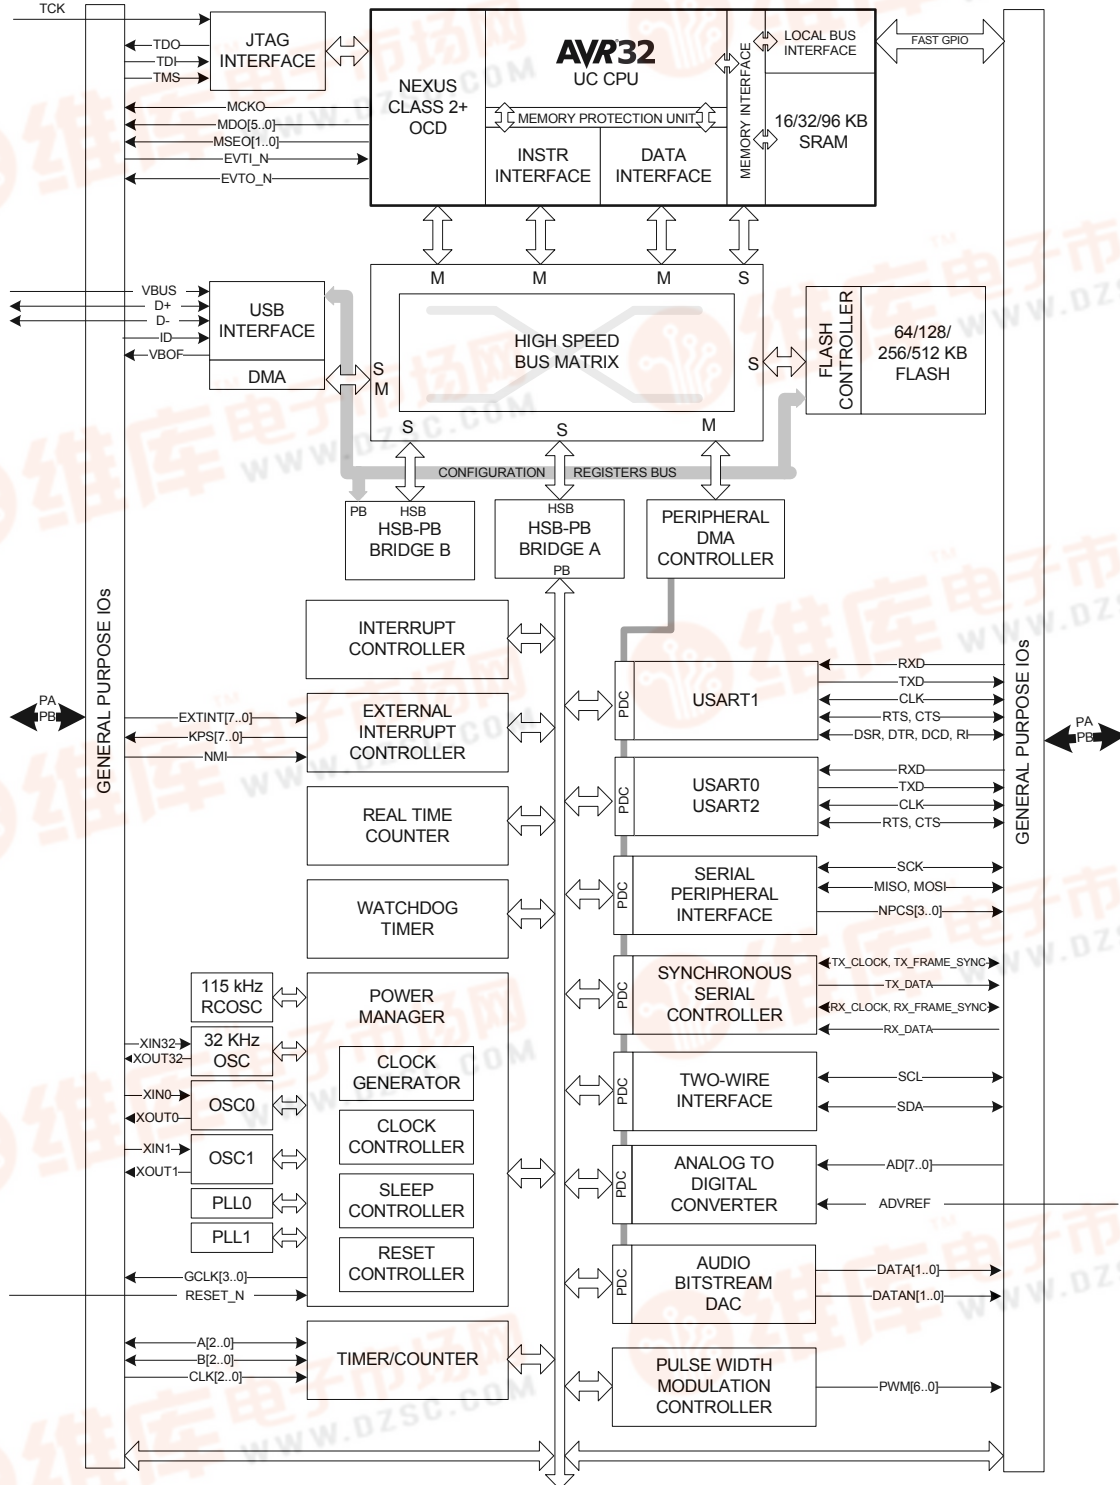 TCK
TDO
TDI
TMS
JTAG
INTERFACE
MCKO
MDO[5..0]
MSEO[1..0]
EVTI_N
EVTO_N
NEXUS
CLASS 2+
OCD
AVR32
UC CPU
MEMORY PROTECTION UNIT
INSTR
INTERFACE
DATA
INTERFACE
MEMORY INTERFACE
LOCAL BUS
INTERFACE
16/32/96 KB
SRAM
FAST GPIO
M
M
M
S
VBUS
D+
D-
ID
VBOF
USB
INTERFACE
DMA
S
M
HIGH SPEED
BUS MATRIX
S
FLASH
CONTROLLER
64/128/
256/512 KB
FLASH
S
S
M
CONFIGURATION
REGISTERS BUS
PB
HSB
HSB-PB
BRIDGE B
HSB
HSB-PB
BRIDGE A
PB
PERIPHERAL
DMA
CONTROLLER
GENERAL PURPOSE IOs
PA
PB
INTERRUPT
CONTROLLER
EXTINT[7..0]
KPS[7..0]
NMI
EXTERNAL
INTERRUPT
CONTROLLER
REAL TIME
COUNTER
WATCHDOG
TIMER
115 kHz
RCOSC
XIN32
XOUT32
32 KHz
OSC
XIN0
XOUT0
OSC0
XIN1
XOUT1
OSC1
PLL0
PLL1
GCLK[3..0]
RESET_N
POWER
MANAGER
CLOCK
GENERATOR
CLOCK
CONTROLLER
SLEEP
CONTROLLER
RESET
CONTROLLER
A[2..0]
B[2..0]
CLK[2..0]
TIMER/COUNTER
PDC
USART1
RXD
TXD
CLK
RTS, CTS
DSR, DTR, DCD, RI
PDC
USART0
USART2
RXD
TXD
CLK
RTS, CTS
PDC
SERIAL
PERIPHERAL
INTERFACE
SCK
MISO, MOSI
NPCS[3..0]
PDC
SYNCHRONOUS
SERIAL
CONTROLLER
TX_CLOCK, TX_FRAME_SYNC
TX_DATA
RX_CLOCK, RX_FRAME_SYNC
RX_DATA
PDC
TWO-WIRE
INTERFACE
SCL
SDA
PDC
ANALOG TO
DIGITAL
CONVERTER
AD[7..0]
ADVREF
PDC
AUDIO
BITSTREAM
DAC
DATA[1..0]
DATAN[1..0]
PULSE WIDTH
MODULATION
CONTROLLER
PWM[6..0]
GENERAL PURPOSE IOs
PA
PB
维库电子市场网
WWW.DZSC.COM